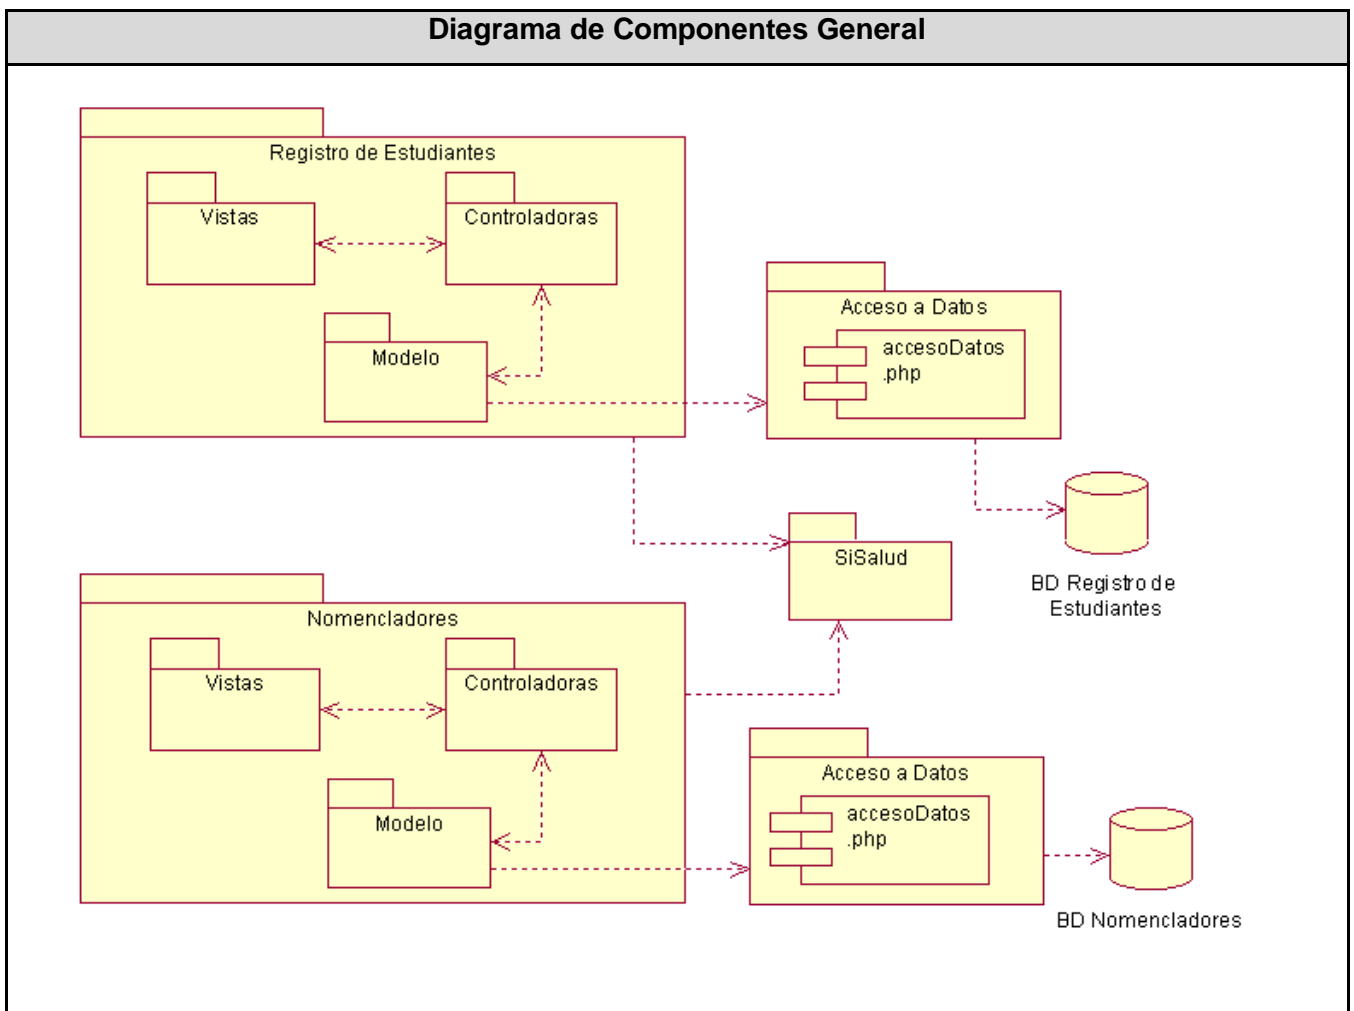 Diagrama de Componentes General
Registro de Estudiantes
Vistas
Controladoras
Modelo
Acceso a Datos
accesoDatos
.php
SiSalud
BD Registro de
Estudiantes
Nomencladores
Vistas
Controladoras
Modelo
Acceso a Datos
accesoDatos
.php
BD Nomencladores